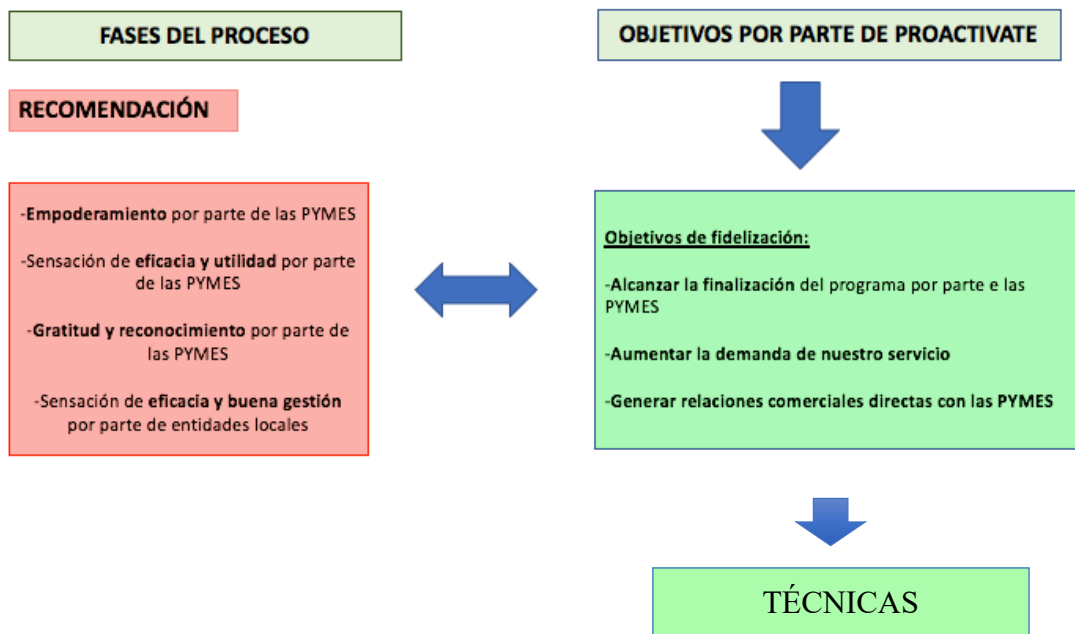 FASES DEL PROCESO
OBJETIVOS POR PARTE DE PROACTIVATE
RECOMENDACIÓN
-Empoderamiento por parte de las PYMES
-Sensación de eficacia y utilidad por parte
de las PYMES
-Gratitud y reconocimiento por parte de
las PYMES
-Sensación de eficacia y buena gestión
por parte de entidades locales
Objetivos de fidelización:
-Alcanzar la finalización del programa por parte e las
PYMES
-Aumentar la demanda de nuestro servicio
-Generar relaciones comerciales directas con las PYMES
TÉCNICAS